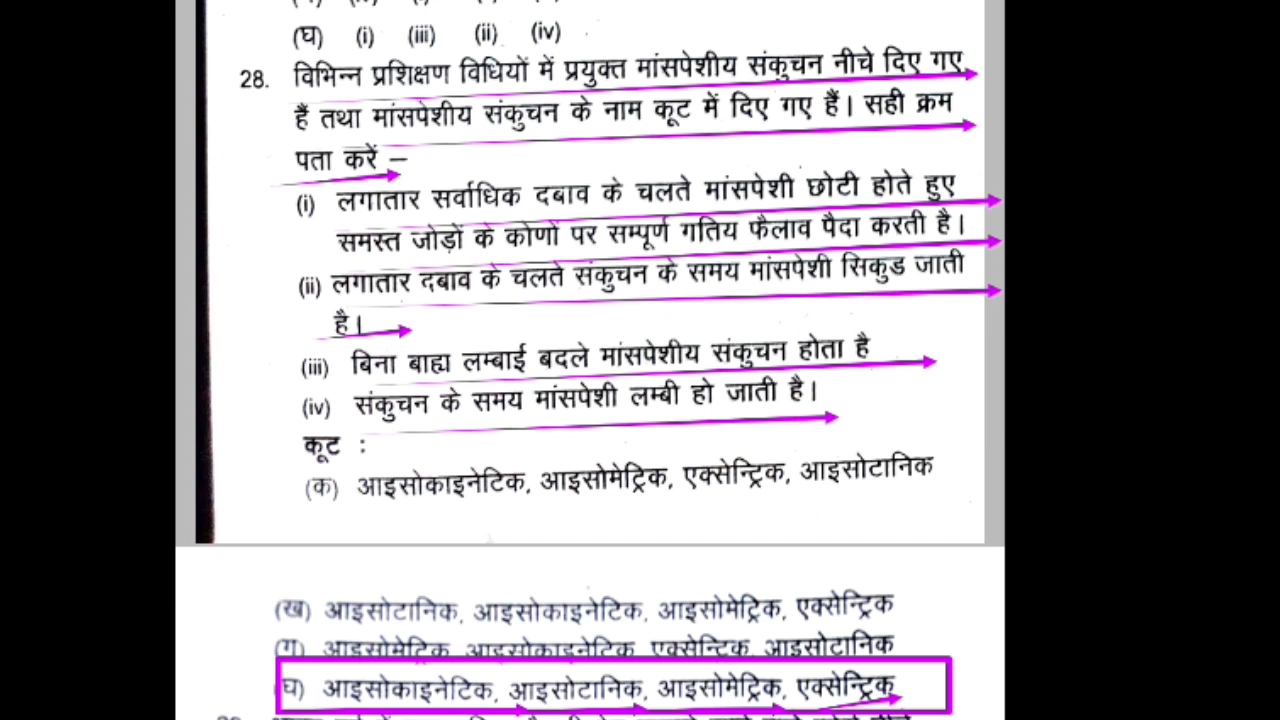 (घ) (i) (iii) (ii) (iv)
28. विभिन्न प्रशिक्षण विधियों में प्रयुक्त मांसपेशीय संकुचन नीचे दिए गए
हैं तथा मांसपेशीय संकुचन के नाम कूट में दिए गए हैं। सही क्रम
पता करें –
(i) लगातार सर्वाधिक दबाव के चलते मांसपेशी छोटी होते हुए
समस्त जोड़ों के कोणों पर सम्पूर्ण गतिय फैलाव पैदा करती है।
(ii) लगातार दबाव के चलते संकुचन के समय मांसपेशी सिकुड जाती
है।
(iii) बिना बाह्य लम्बाई बदले मांसपेशीय संकुचन होता है
(iv) संकुचन के समय मांसपेशी लम्बी हो जाती है।
कूट :
(क) आइसोकाइनेटिक, आइसोमेट्रिक, एक्सेन्ट्रिक, आइसोटानिक
(ख) आइसोटानिक, आइसोकाइनेटिक, आइसोमेट्रिक, एक्सेन्ट्रिक
(ग) आइसोमेट्रिक, आइसोकाइनेटिक, एक्सेन्ट्रिक, आइसोटानिक
(घ) आइसोकाइनेटिक, आइसोटानिक, आइसोमेट्रिक, एक्सेन्ट्रिक